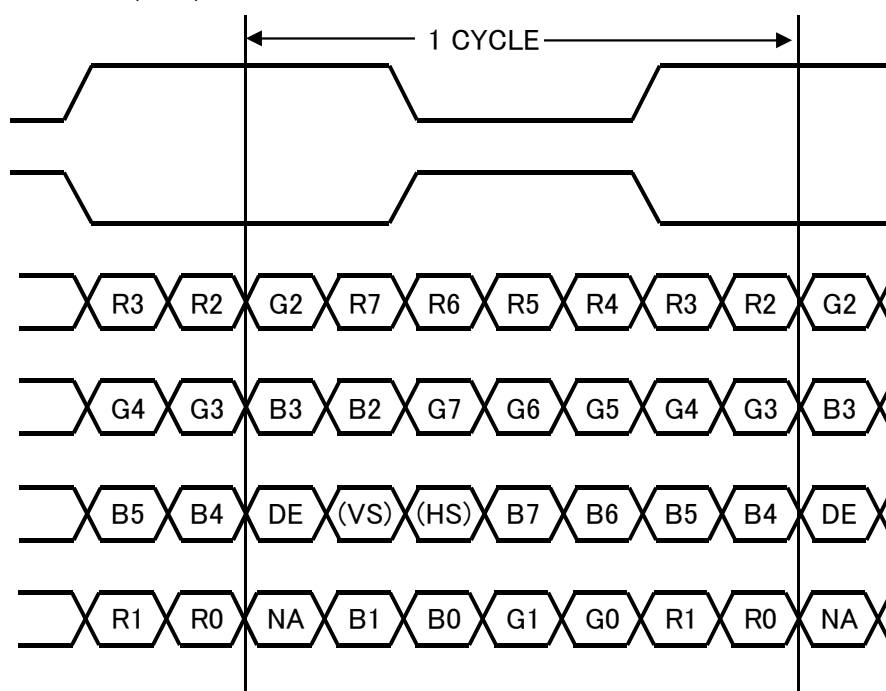 1 CYCLE
R3 R2 G2 R7 R6 R5 R4 R3 R2 G2
G4 G3 B3 B2 G7 G6 G5 G4 G3 B3
B5 B4 DE (VS) (HS) B7 B6 B5 B4 DE
R1 R0 NA B1 B0 G1 G0 R1 R0 NA